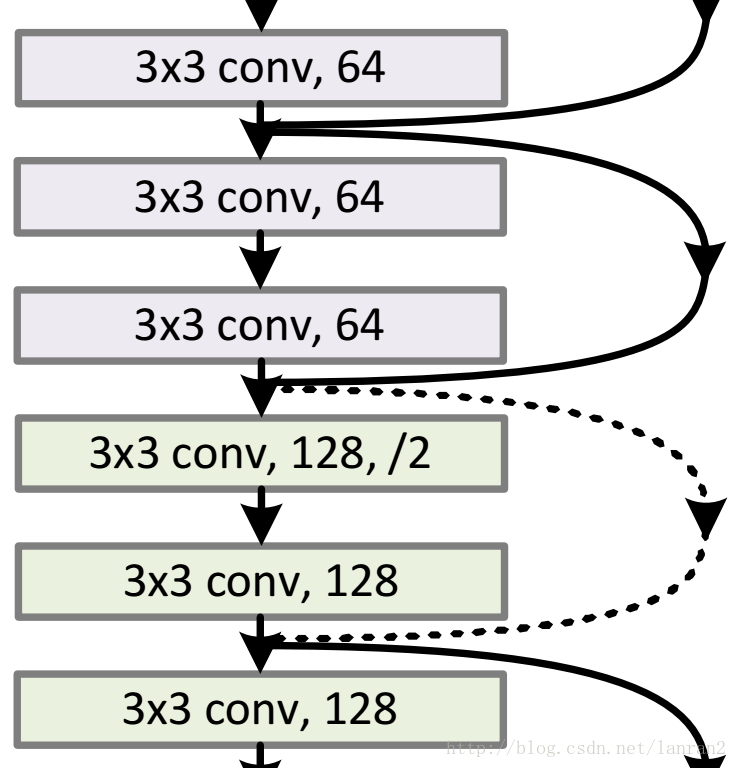 3x3 conv, 64
3x3 conv, 64
3x3 conv, 64
3x3 conv, 128, /2
3x3 conv, 128
3x3 conv, 128
http://blog.csdn.net/lanran2